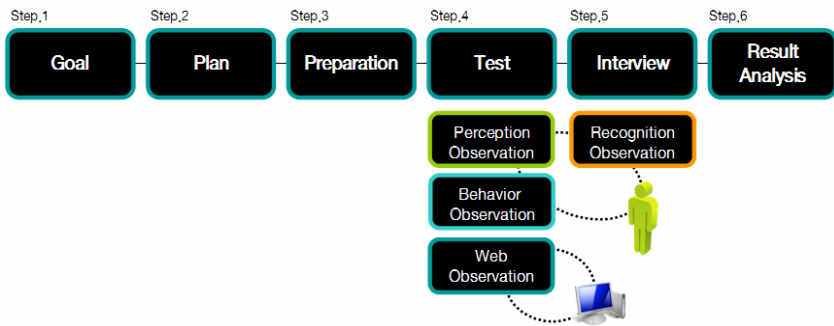 Step.1
Step.2
Step.3
Step.4
Step.5
Step.6
Goal
Plan
Preparation
Test
Interview
Result
Analysis
Perception
Observation
Recognition
Observation
Behavior
Observation
Web
Observation